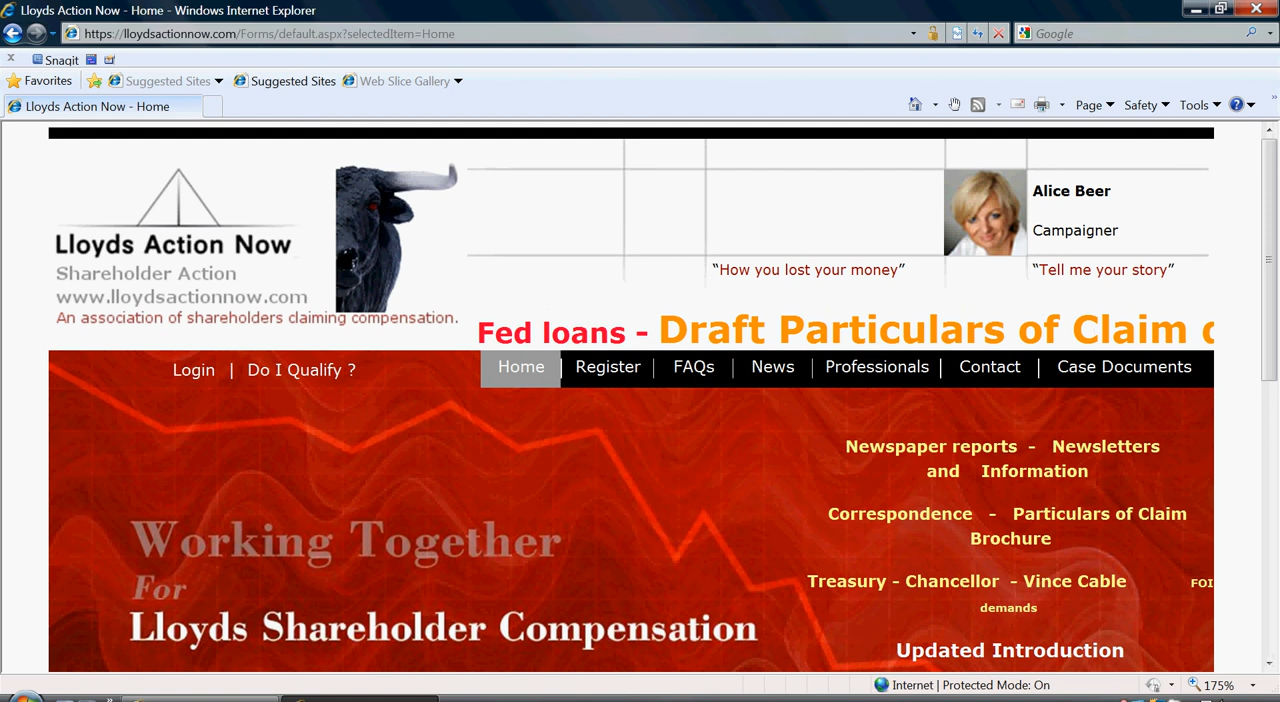 Lloyds Action Now - Home - Windows Internet Explorer
https://lloydsactionnow.com/Forms/default.aspx?selectedItem=Home
Google
x Snagit
Favorites Suggested Sites Suggested Sites Web Slice Gallery
Lloyds Action Now - Home
Page Safety Tools
Alice Beer
Campaigner
“How you lost your money”
“Tell me your story”
Lloyds Action Now
Shareholder Action
www.lloydsactionnow.com
An association of shareholders claiming compensation.
Fed loans - Draft Particulars of Claim
Login | Do I Qualify ?
Home | Register | FAQs | News | Professionals | Contact | Case Documents
Newspaper reports - Newsletters
and Information
Correspondence - Particulars of Claim
Brochure
Treasury - Chancellor - Vince Cable FOI
demands
Working Together
For
Lloyds Shareholder Compensation
Updated Introduction
Internet | Protected Mode: On
175%